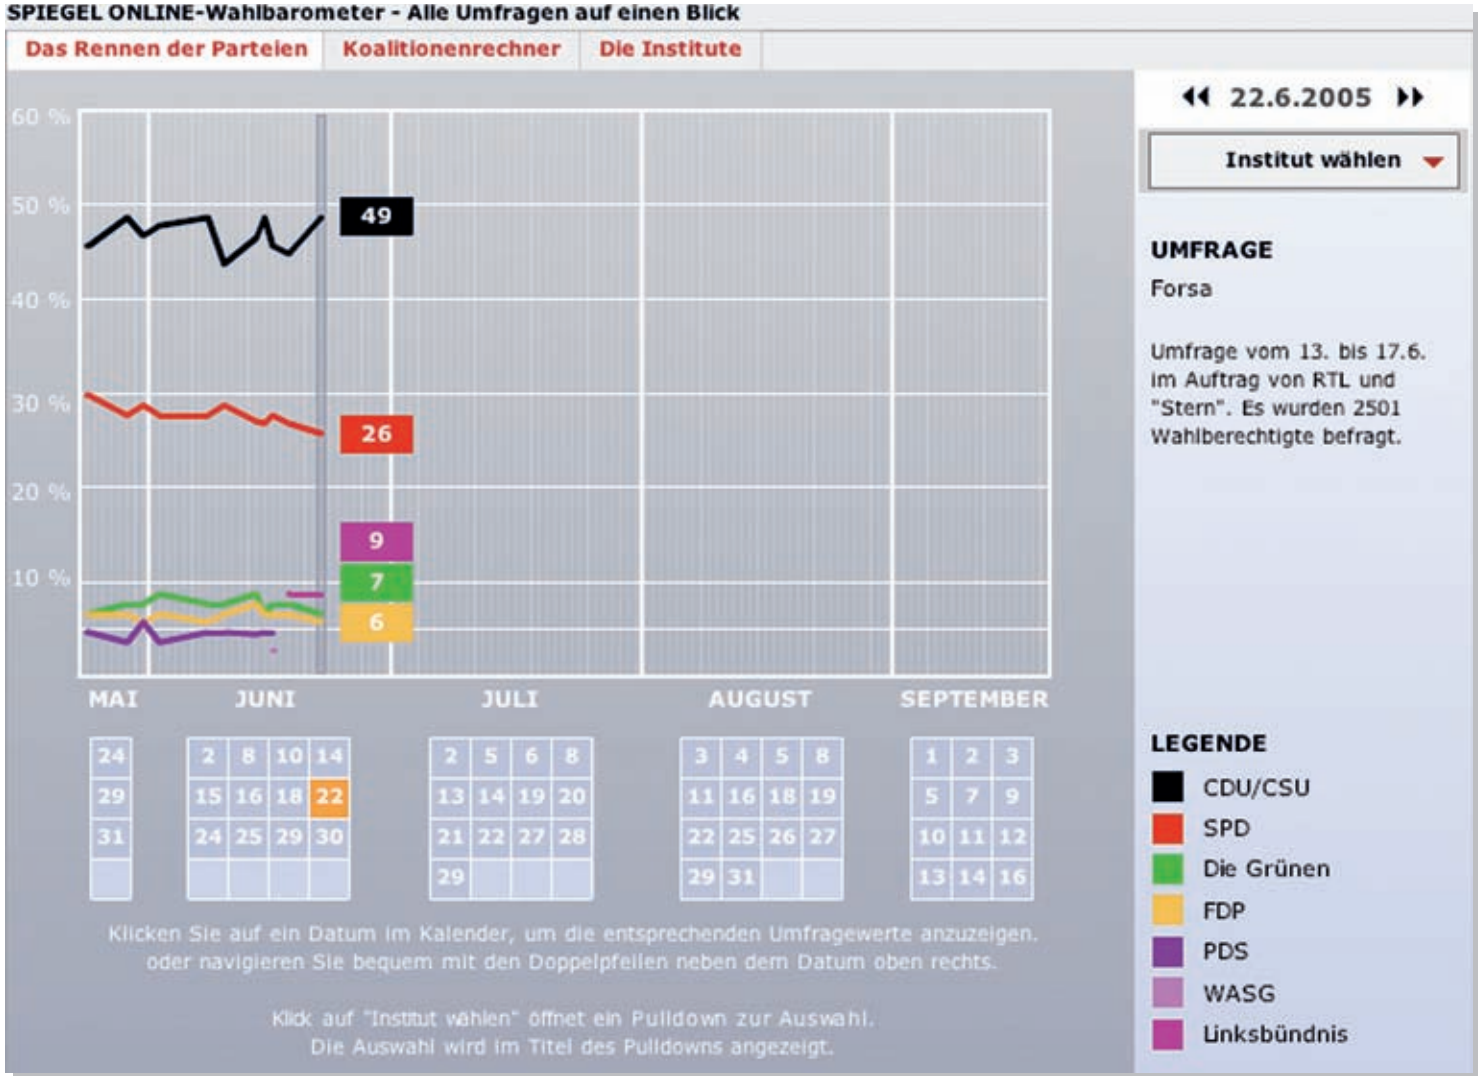 SPIEGEL ONLINE-Wahlbarometer - Alle Umfragen auf einen Blick
Das Rennen der Parteien
Koalitionenrechner
Die Institute
22.6.2005
Institut wählen
60 %
50 %
40 %
30 %
20 %
10 %
49
26
9
7
6
MAI
JUNI
JULI
AUGUST
SEPTEMBER
24
29
31
2 8 10 14
15 16 18 22
24 25 29 30
2 5 6 8
13 14 19 20
21 22 27 28
29
3 4 5 8
11 16 18 19
22 25 26 27
29 31
1 2 3
5 7 9
10 11 12
13 14 16
Klicken Sie auf ein Datum im Kalender, um die entsprechenden Umfragewerte anzuzeigen.
oder navigieren Sie bequem mit den Doppelpfeilen neben dem Datum oben rechts.
Klick auf "Institut wählen" öffnet ein Pulldown zur Auswahl.
Die Auswahl wird im Titel des Pulldowns angezeigt.
UMFRAGE
Forsa
Umfrage vom 13. bis 17.6.
im Auftrag von RTL und
"Stern". Es wurden 2501
Wahlberechtigte befragt.
LEGENDE
CDU/CSU
SPD
Die Grünen
FDP
PDS
WASG
Linksbündnis